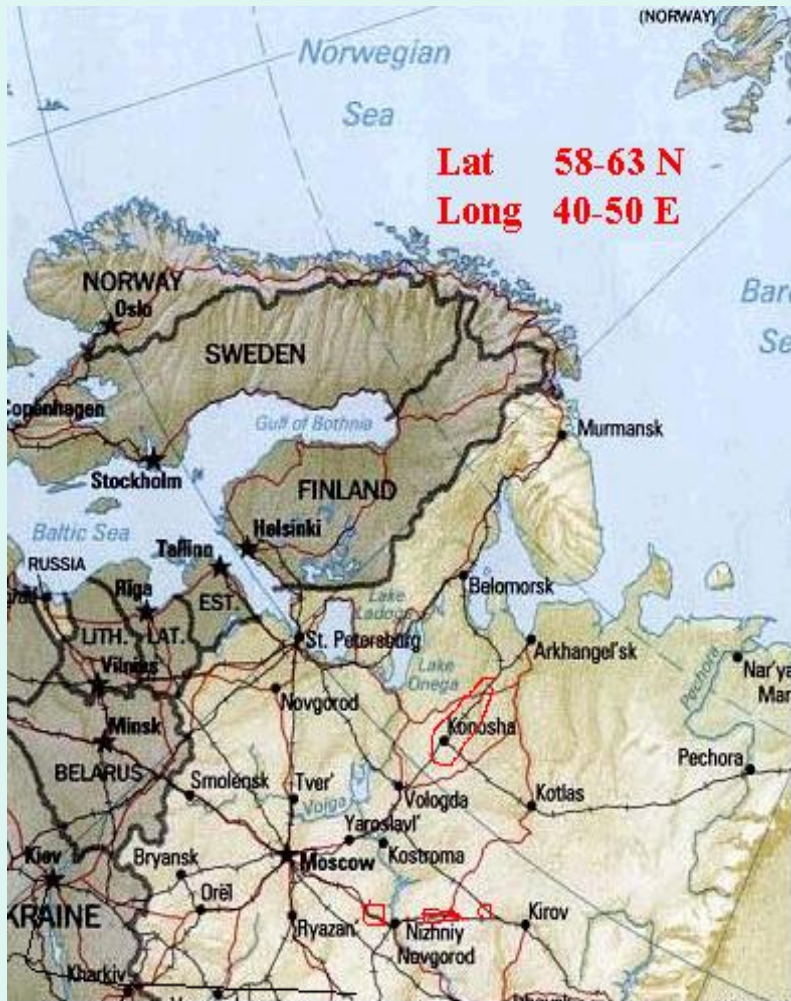 (NORWAY)
Norwegian
Sea
Lat 58-63 N
Long 40-50 E
NORWAY
Oslo
SWEDEN
Copenhagen
Gulf of Bothnia
Murmansk
Stockholm
FINLAND
Baltic Sea
Helsinki
Tallinn
RUSSIA
Riga
EST.
Lake
Ladoga
Belomorsk
LITH.
LAT.
St. Petersburg
Arkhangel'sk
Vilnius
Lake
Onega
Pechora
Novgorod
Minsk
Konosha
Pechora
BELARUS
Smolensk
Tver'
Volga
Vologda
Kotlas
Yaroslavl'
Kiev
Bryansk
Moscow
Kostroma
Orël
Ryazan
Nizhniy
Novgorod
Kirov
Kharkiv